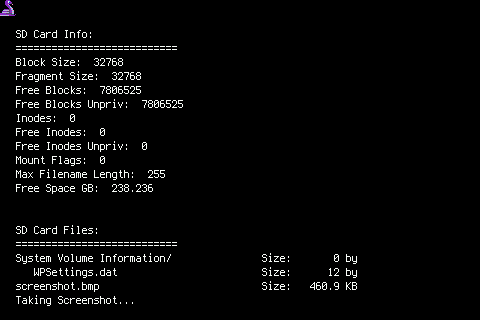 SD Card Info:
===========================
Block Size:  32768
Fragment Size:  32768
Free Blocks:  7806525
Free Blocks Unpriv:  7806525
Inodes:  0
Free Inodes:  0
Free Inodes Unpriv:  0
Mount Flags:  0
Max Filename Length:  255
Free Space GB:  238.236
SD Card Files:
===========================
System Volume Information/               Size:       0 by
   WPSettings.dat                        Size:      12 by
screenshot.bmp                           Size:   460.9 KB
Taking Screenshot...